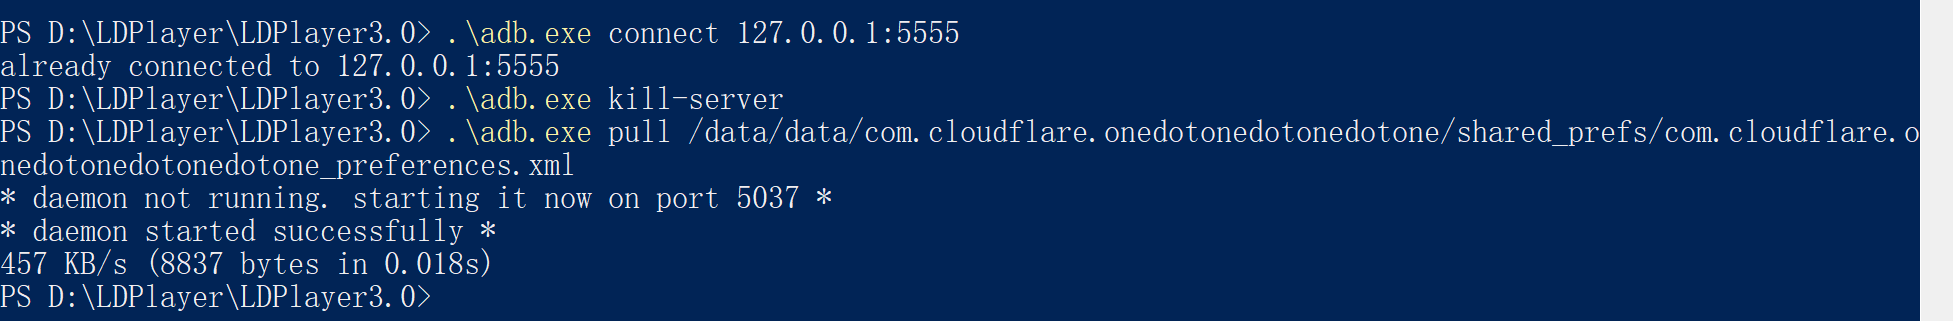 PS D:\LDPlayer\LDPlayer3.0> .\adb.exe connect 127.0.0.1:5555
already connected to 127.0.0.1:5555
PS D:\LDPlayer\LDPlayer3.0> .\adb.exe kill-server
PS D:\LDPlayer\LDPlayer3.0> .\adb.exe pull /data/data/com.cloudflare.onedotonedotonedotone/shared_prefs/com.cloudflare.o
nedotonedotonedotone_preferences.xml
* daemon not running. starting it now on port 5037 *
* daemon started successfully *
457 KB/s (8837 bytes in 0.018s)
PS D:\LDPlayer\LDPlayer3.0>